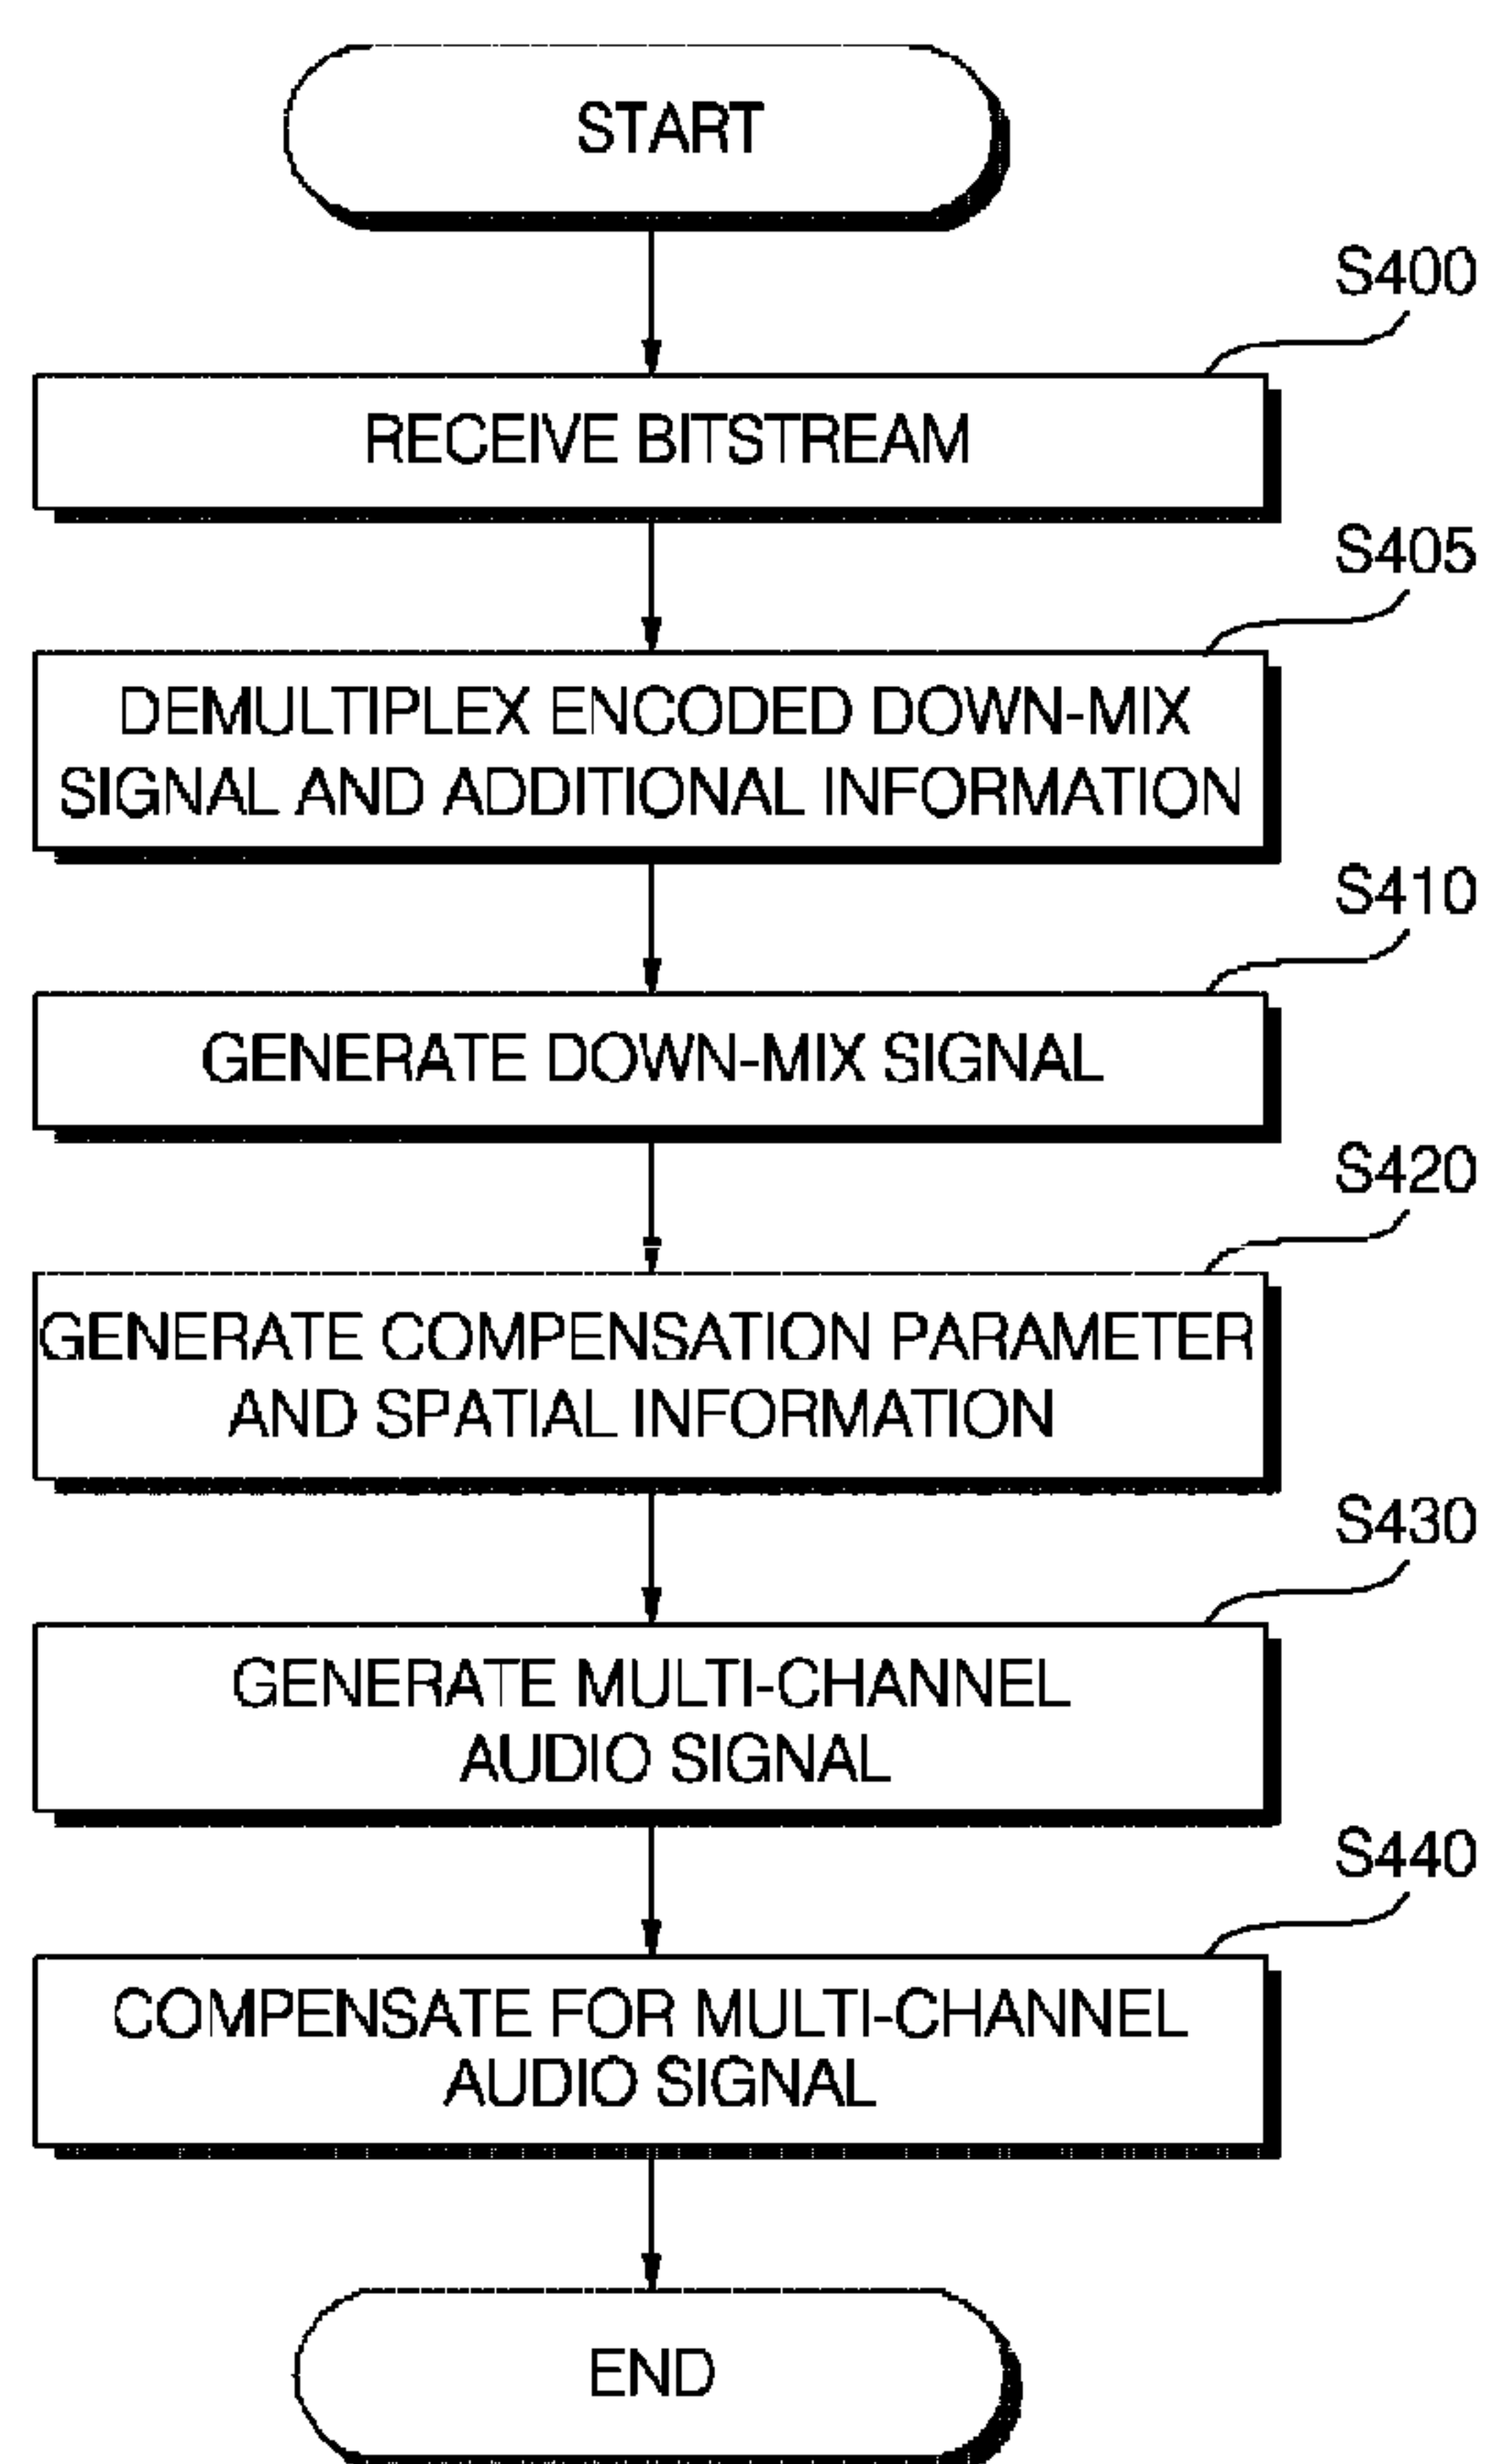 START
S400
RECEIVE BITSTREAM
S405
DEMULTIPLEX ENCODED DOWN-MIX
SIGNAL AND ADDITIONAL INFORMATION
S410
GENERATE DOWN-MIX SIGNAL
S420
GENERATE COMPENSATION PARAMETER
AND SPATIAL INFORMATION
S430
GENERATE MULTI-CHANNEL
AUDIO SIGNAL
S440
COMPENSATE FOR MULTI-CHANNEL
AUDIO SIGNAL
END